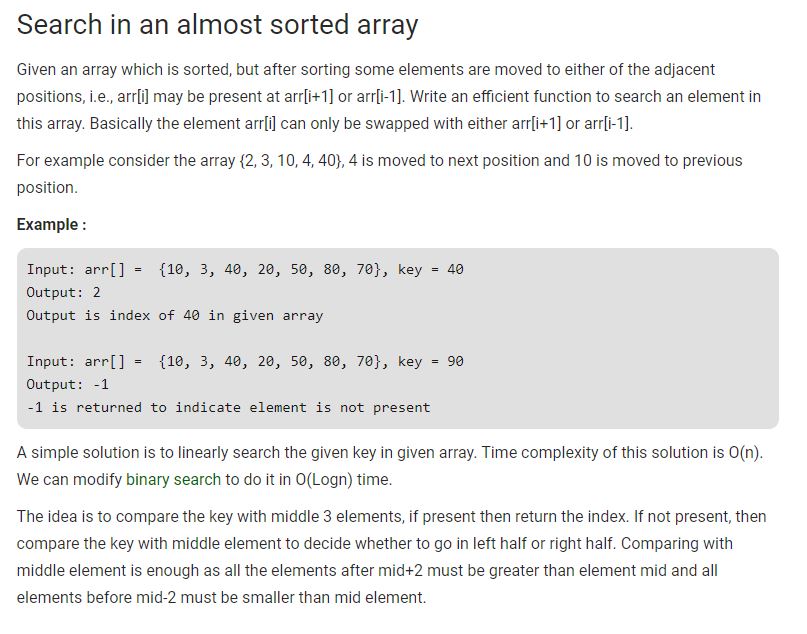 Search in an almost sorted array
Given an array which is sorted, but after sorting some elements are moved to either of the adjacent
positions, i.e., arr[i] may be present at arr[i+1] or arr[i-1]. Write an efficient function to search an element in
this array. Basically the element arr[i] can only be swapped with either arr[i+1] or arr[i-1].
For example consider the array {2, 3, 10, 4, 40}, 4 is moved to next position and 10 is moved to previous
position.
Example :
Input: arr[] =  {10, 3, 40, 20, 50, 80, 70}, key = 40
Output: 2
Output is index of 40 in given array
Input: arr[] =  {10, 3, 40, 20, 50, 80, 70}, key = 90
Output: -1
-1 is returned to indicate element is not present
A simple solution is to linearly search the given key in given array. Time complexity of this solution is O(n).
We can modify binary search to do it in O(Logn) time.
The idea is to compare the key with middle 3 elements, if present then return the index. If not present, then
compare the key with middle element to decide whether to go in left half or right half. Comparing with
middle element is enough as all the elements after mid+2 must be greater than element mid and all
elements before mid-2 must be smaller than mid element.